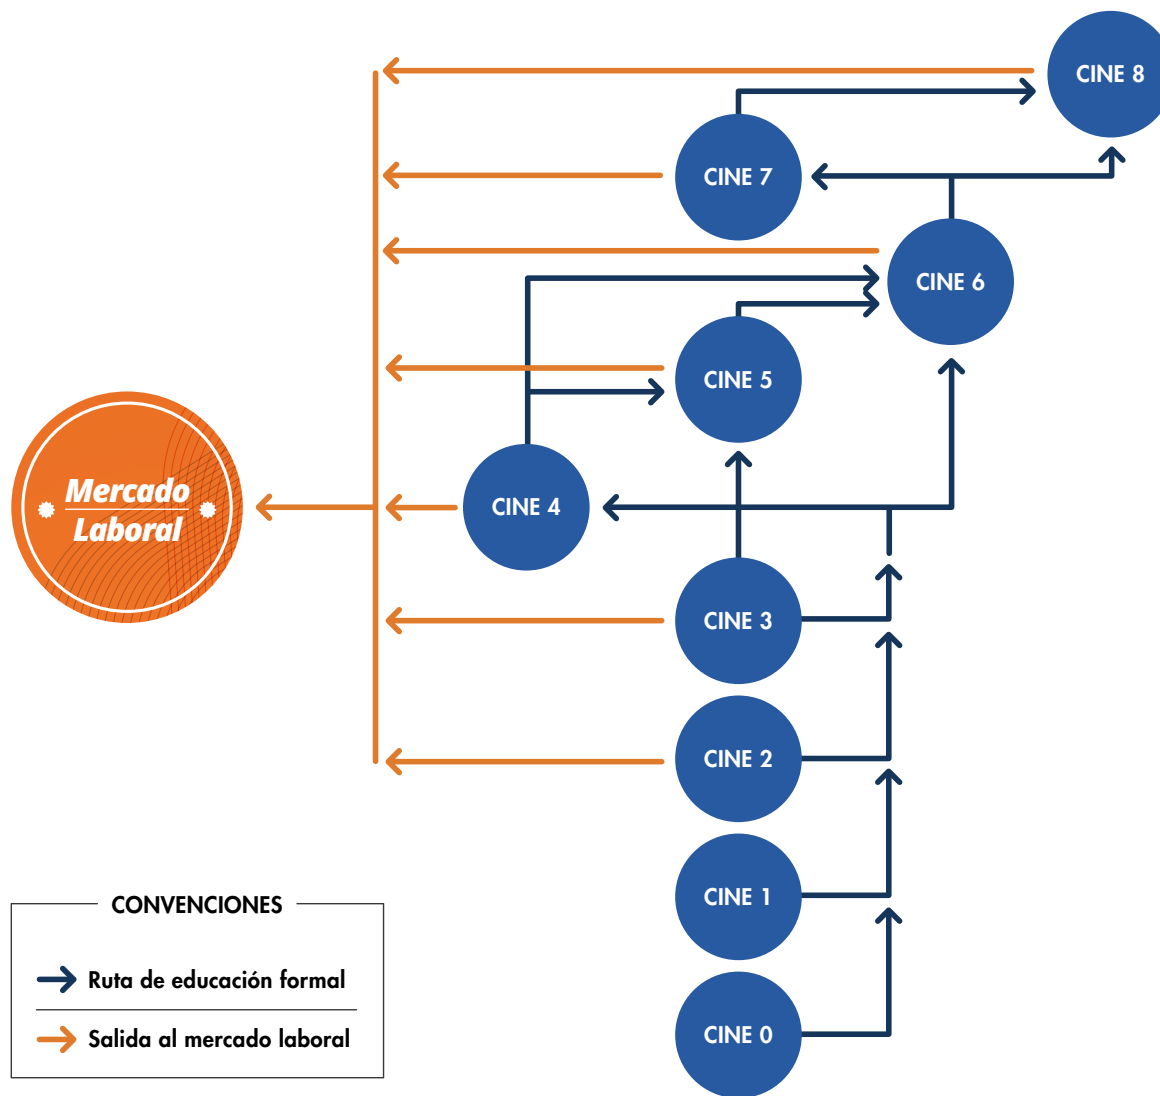 CINE 8
CINE 7
CINE 6
CINE 5
Mercado
Laboral
CINE 4
CINE 3
CINE 2
CINE 1
CINE 0
CONVENCIONES
Ruta de educación formal
Salida al mercado laboral